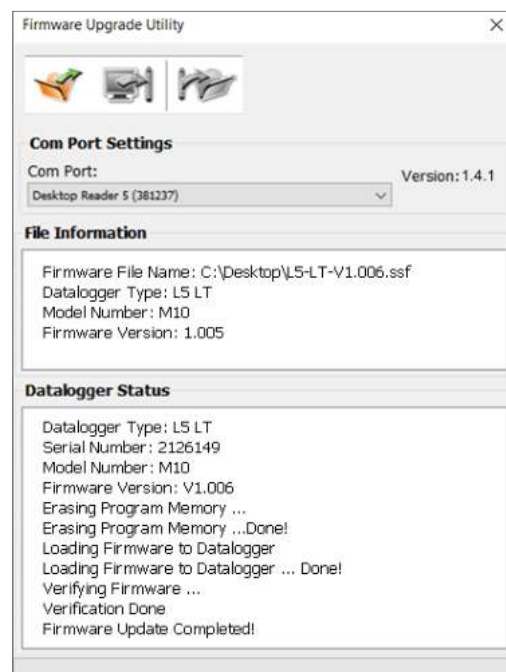 Firmware Upgrade Utility
Com Port Settings
Com Port:
Version: 1.4.1
Desktop Reader 5 (381237)
File Information
Firmware File Name: C:\Desktop\L5-LT-V1.006.ssf
Datalogger Type: L5 LT
Model Number: M10
Firmware Version: 1.005
Datalogger Status
Datalogger Type: L5 LT
Serial Number: 2126149
Model Number: M10
Firmware Version: V1.006
Erasing Program Memory ...
Erasing Program Memory ...Done!
Loading Firmware to Datalogger
Loading Firmware to Datalogger ... Done!
Verifying Firmware ...
Verification Done
Firmware Update Completed!